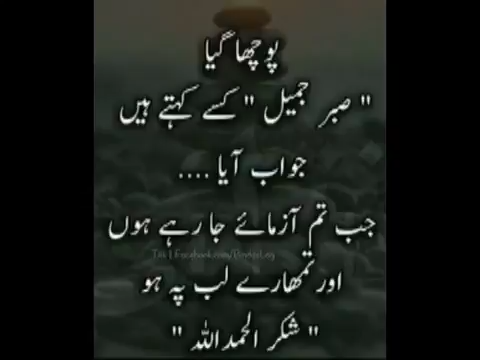 پوچھا گیا
" صبر جمیل " کسے کہتے ہیں
جواب آیا ....
جب تم آزمائے جا رہے ہوں
اور تمھارے لب پہ ہو
" شکر الحمدللہ "